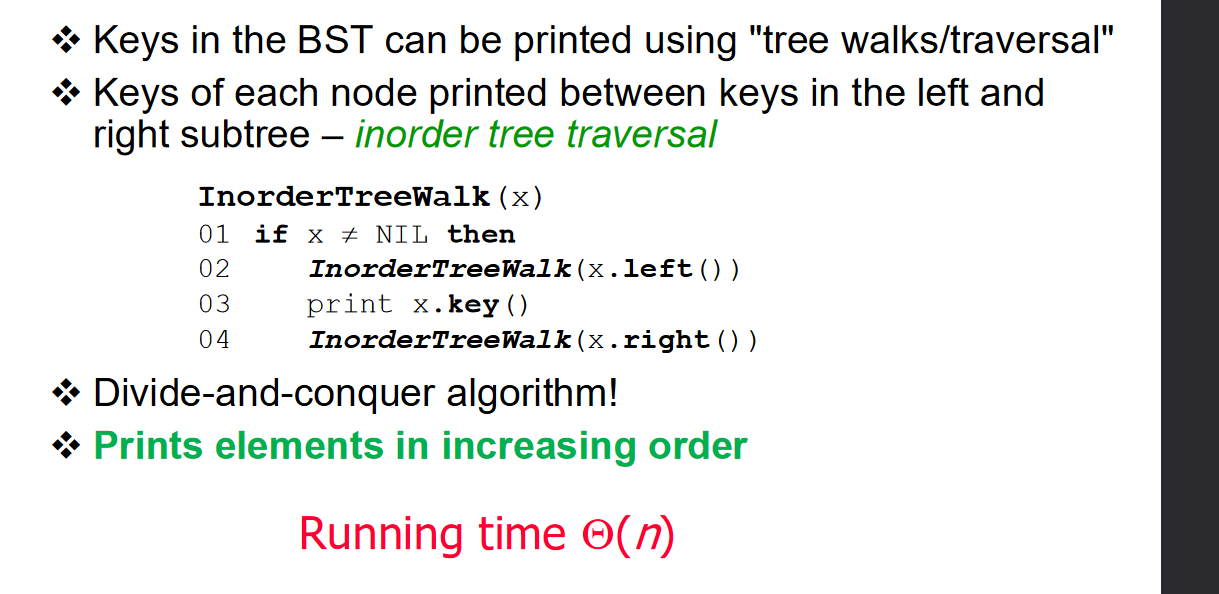 ❖ Keys in the BST can be printed using "tree walks/traversal"
❖ Keys of each node printed between keys in the left and
right subtree – inorder tree traversal
InorderTreeWalk(x)
01 if x ≠ NIL then
02 InorderTreeWalk(x.left())
03 print x.key()
04 InorderTreeWalk(x.right())
❖ Divide-and-conquer algorithm!
❖ Prints elements in increasing order
Running time Θ(n)